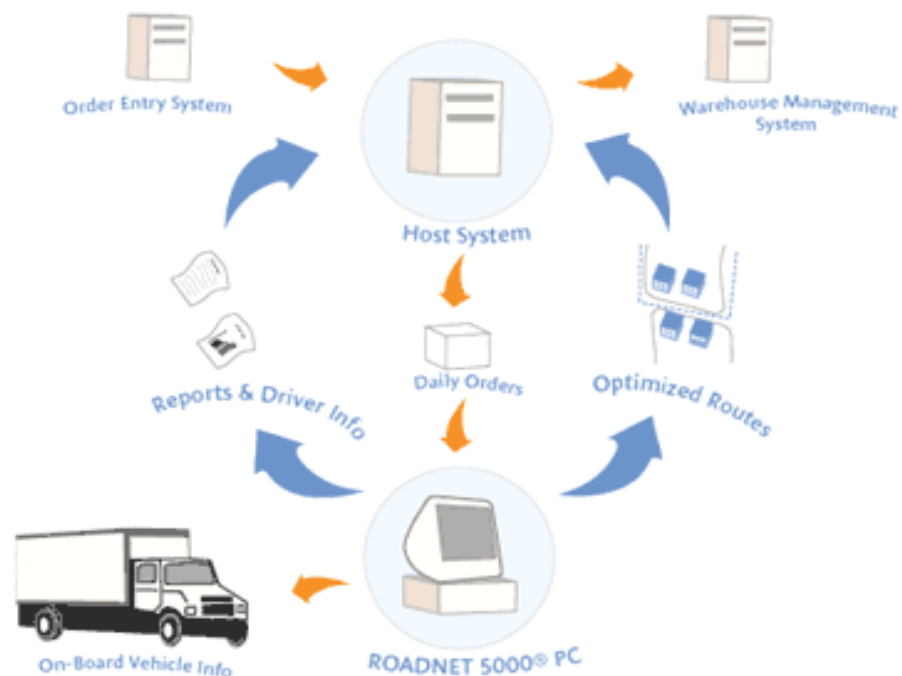 Order Entry System
Warehouse Management
System
Host System
Daily Orders
Reports & Driver Info
Optimized Routes
On-Board Vehicle Info
ROADNET 5000® PC